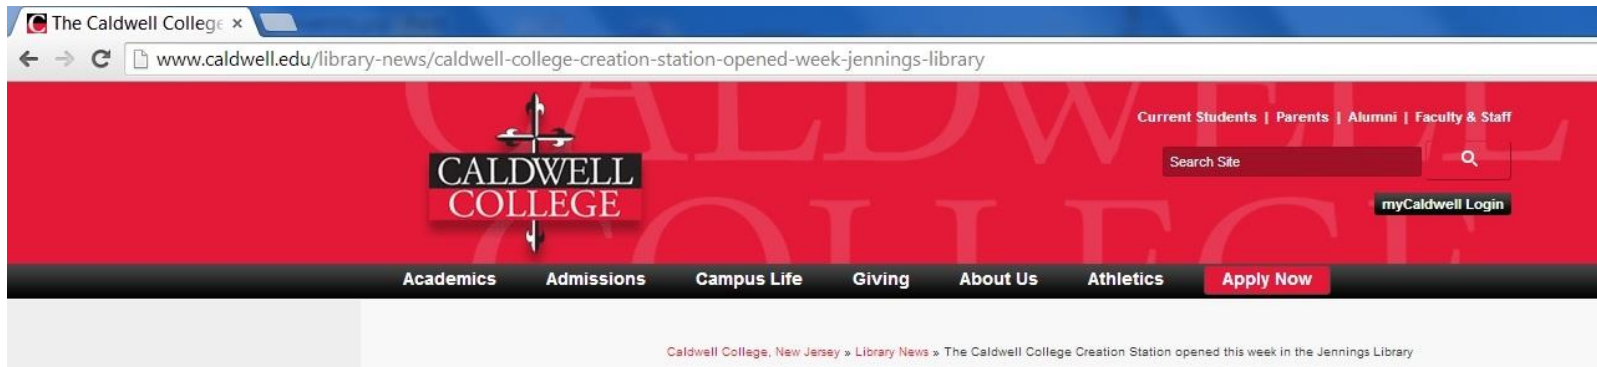 The Caldwell College
www.caldwell.edu/library-news/caldwell-college-creation-station-opened-week-jennings-library
CALDWELL
COLLEGE
Current Students | Parents | Alumni | Faculty & Staff
CALDWELL
COLLEGE
Search Site
myCaldwell Login
Academics Admissions Campus Life Giving About Us Athletics Apply Now
Caldwell College, New Jersey » Library News » The Caldwell College Creation Station opened this week in the Jennings Library